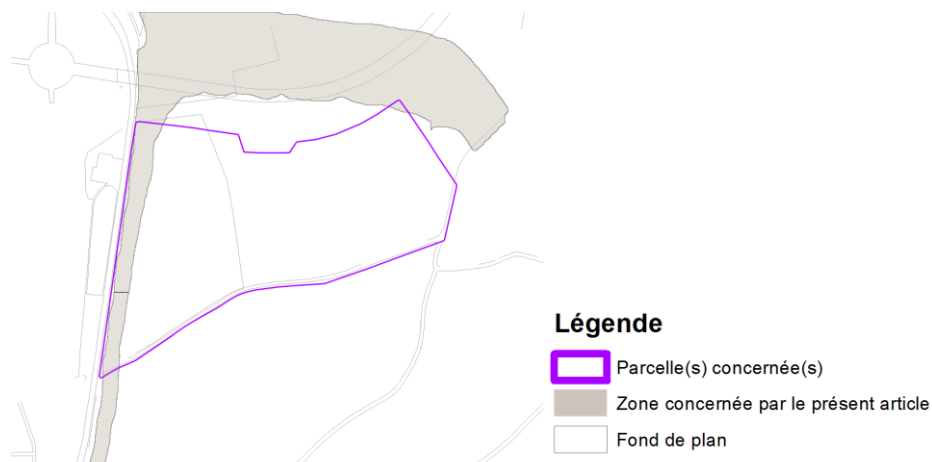 Légende
Parcelle(s) concernée(s)
Zone concernée par le présent article
Fond de plan